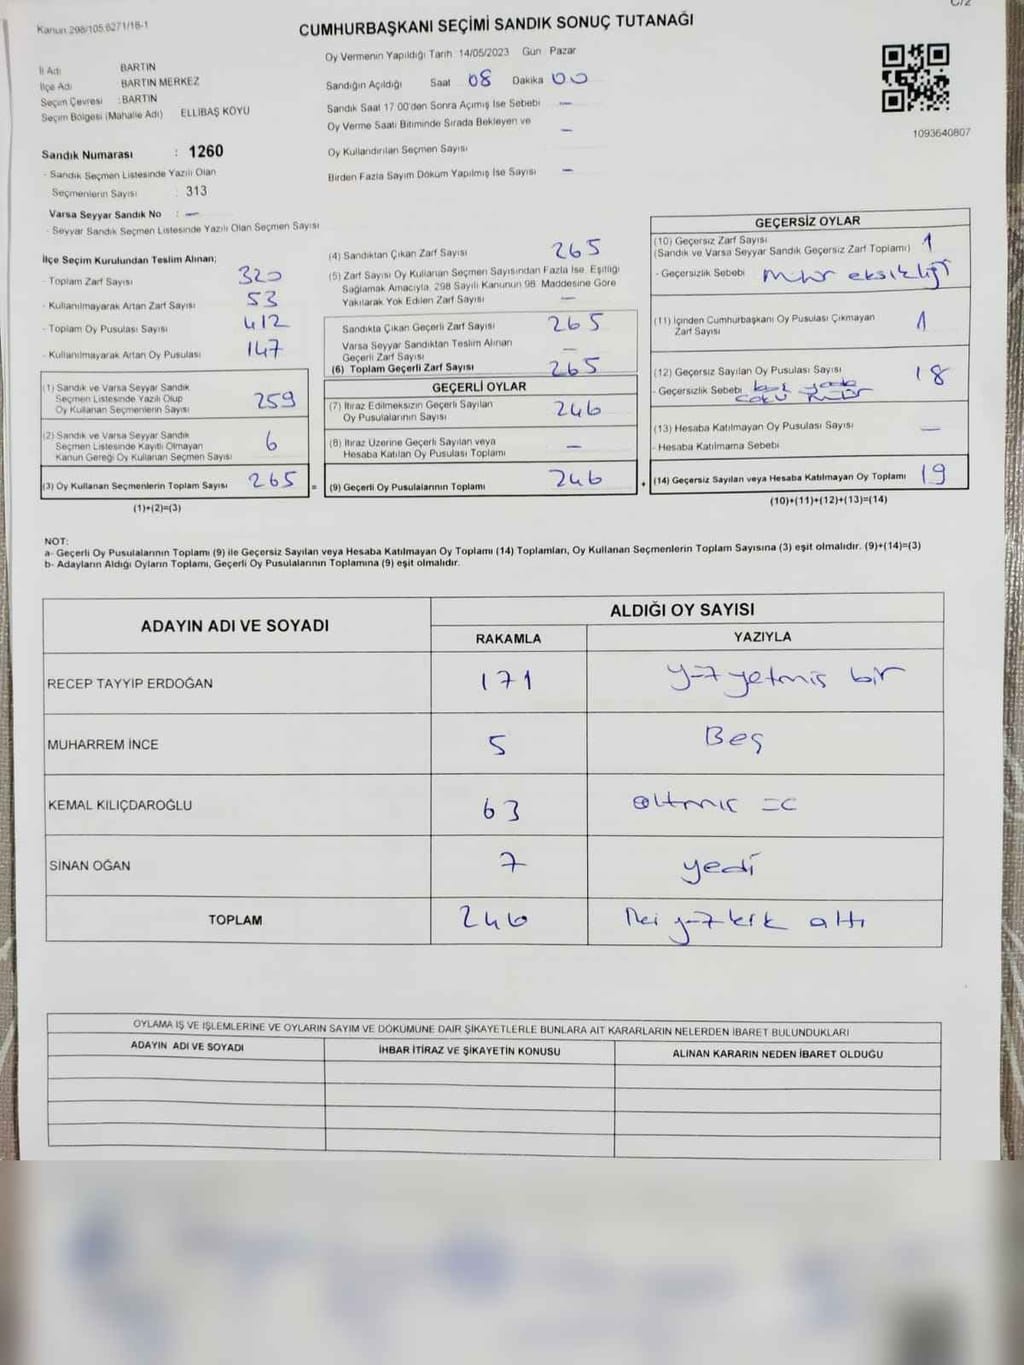 Kanun 298/105,6271/18-1
CUMHURBAŞKANI SEÇİMİ SANDIK SONUÇ TUTANAĞI
İl Adı BARTIN
İlçe Adı BARTIN MERKEZ
Seçim Çevresi : BARTIN
Seçim Bölgesi (Mahalle Adı) ELLİBAŞ KÖYÜ
Sandık Numarası : 1260
- Sandık Seçmen Listesinde Yazılı Olan
Seçmenlerin Sayısı : 313
Varsa Seyyar Sandık No : —
- Seyyar Sandık Seçmen Listesinde Yazılı Olan Seçmen Sayısı
Oy Vermenin Yapıldığı Tarih 14/05/2023 Gün Pazar
Sandığın Açıldığı Saat 08 Dakika 00
Sandık Saat 17:00'den Sonra Açılmış İse Sebebi —
Oy Verme Saati Bitiminde Sırada Bekleyen ve —
Oy Kullandırılan Seçmen Sayısı
Birden Fazla Sayım Döküm Yapılmış İse Sayısı —
1093640807
İlçe Seçim Kurulundan Teslim Alınan;
- Toplam Zarf Sayısı 320
- Kullanılmayarak Artan Zarf Sayısı 53
- Toplam Oy Pusulası Sayısı 412
- Kullanılmayarak Artan Oy Pusulası 147
(1) Sandık ve Varsa Seyyar Sandık
Seçmen Listesinde Yazılı Olup
Oy Kullanan Seçmenlerin Sayısı 259
(2) Sandık ve Varsa Seyyar Sandık
Seçmen Listesinde Kayıtlı Olmayan
Kanun Gereği Oy Kullanan Seçmen Sayısı 6
(3) Oy Kullanan Seçmenlerin Toplam Sayısı 265
(1)+(2)=(3)
(4) Sandıktan Çıkan Zarf Sayısı 265
(5) Zarf Sayısı Oy Kullanan Seçmen Sayısından Fazla İse, Eşitliği
Sağlamak Amacıyla, 298 Sayılı Kanunun 98. Maddesine Göre
Yakılarak Yok Edilen Zarf Sayısı —
Sandıkta Çıkan Geçerli Zarf Sayısı 265
Varsa Seyyar Sandıktan Teslim Alınan
Geçerli Zarf Sayısı —
(6) Toplam Geçerli Zarf Sayısı 265
GEÇERLİ OYLAR
(7) İtiraz Edilmeksizin Geçerli Sayılan
Oy Pusulalarının Sayısı 246
(8) İtiraz Üzerine Geçerli Sayılan veya
Hesaba Katılan Oy Pusulası Toplamı —
= (9) Geçerli Oy Pusulalarının Toplamı 246
GEÇERSİZ OYLAR
(10) Geçersiz Zarf Sayısı
(Sandık ve Varsa Seyyar Sandık Geçersiz Zarf Toplamı) 1
- Geçersizlik Sebebi mühür eksikliği
(11) İçinden Cumhurbaşkanı Oy Pusulası Çıkmayan
Zarf Sayısı 1
(12) Geçersiz Sayılan Oy Pusulası Sayısı 18
- Geçersizlik Sebebi
(13) Hesaba Katılmayan Oy Pusulası Sayısı —
- Hesaba Katılmama Sebebi
+ (14) Geçersiz Sayılan veya Hesaba Katılmayan Oy Toplamı 19
(10)+(11)+(12)+(13)=(14)
NOT:
a- Geçerli Oy Pusulalarının Toplamı (9) ile Geçersiz Sayılan veya Hesaba Katılmayan Oy Toplamı (14) Toplamları, Oy Kullanan Seçmenlerin Toplam Sayısına (3) eşit olmalıdır. (9)+(14)=(3)
b- Adayların Aldığı Oyların Toplamı, Geçerli Oy Pusulalarının Toplamına (9) eşit olmalıdır.
ADAYIN ADI VE SOYADI ALDIĞI OY SAYISI
RAKAMLA YAZIYLA
RECEP TAYYİP ERDOĞAN 171 yüz yetmiş bir
MUHARREM İNCE 5 Beş
KEMAL KILIÇDAROĞLU 63 altmış üç
SİNAN OĞAN 7 yedi
TOPLAM 246 İki yüz kırk altı
OYLAMA İŞ VE İŞLEMLERİNE VE OYLARIN SAYIM VE DÖKÜMÜNE DAİR ŞİKAYETLERLE BUNLARA AİT KARARLARIN NELERDEN İBARET BULUNDUKLARI
ADAYIN ADI VE SOYADI İHBAR İTİRAZ VE ŞİKAYETİN KONUSU ALINAN KARARIN NEDEN İBARET OLDUĞU